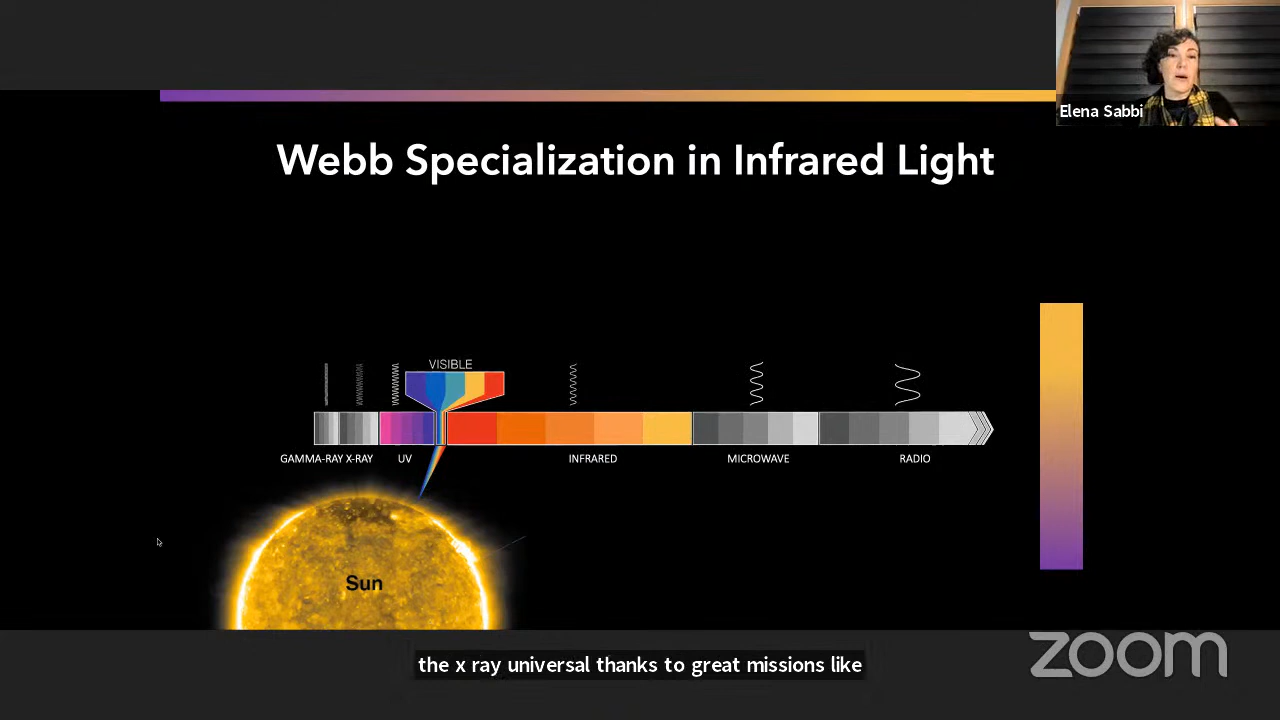 Elena Sabbi
Webb Specialization in Infrared Light
VISIBLE
GAMMA-RAY X-RAY UV INFRARED MICROWAVE RADIO
Sun
the x ray universal thanks to great missions like
zoom